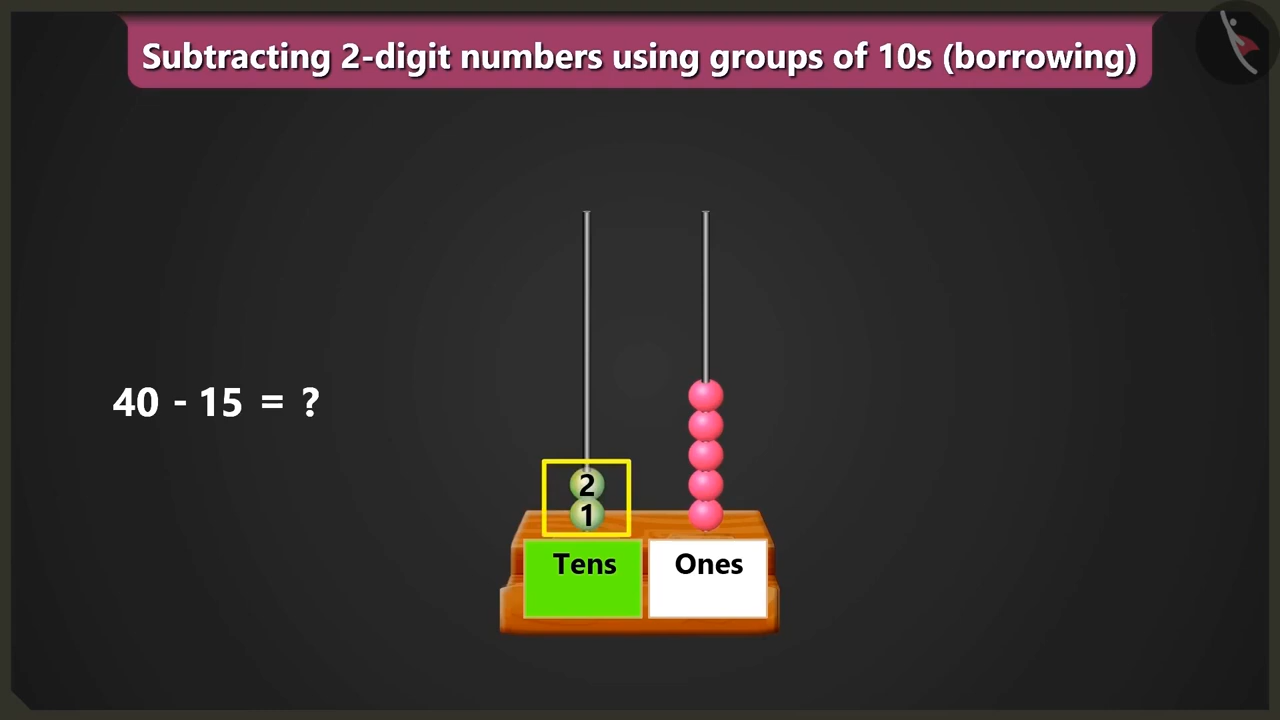 Subtracting 2-digit numbers using groups of 10s (borrowing)
40 - 15 = ?
2
1
Tens Ones